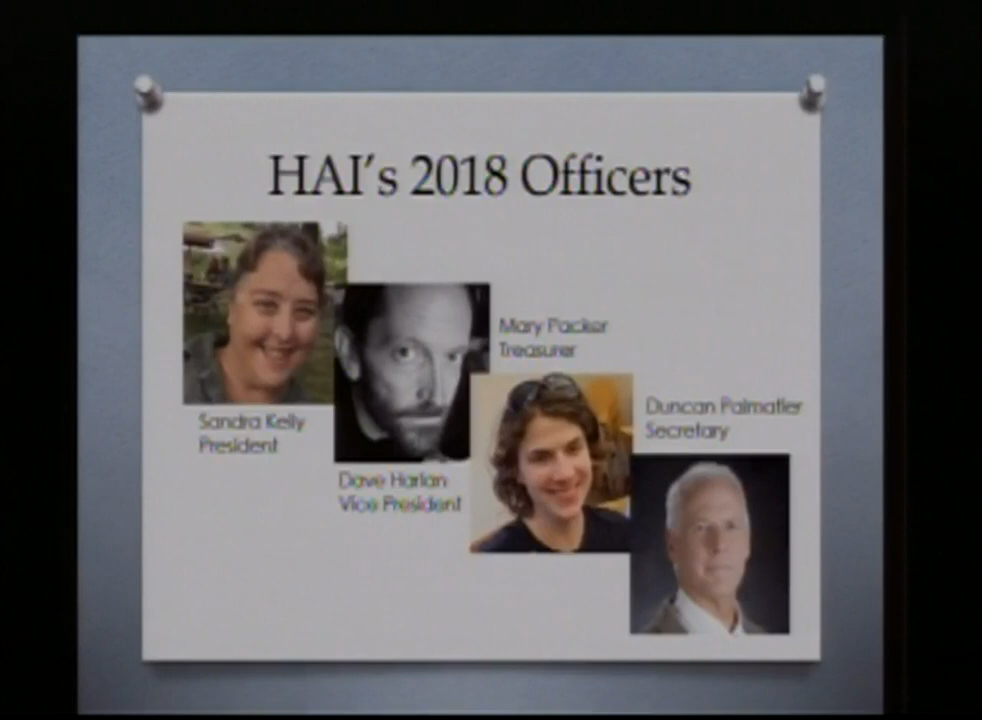 HAI's 2018 Officers
Sandra Kelly
President
Dave Harlan
Vice President
Mary Packer
Treasurer
Duncan Palmatier
Secretary